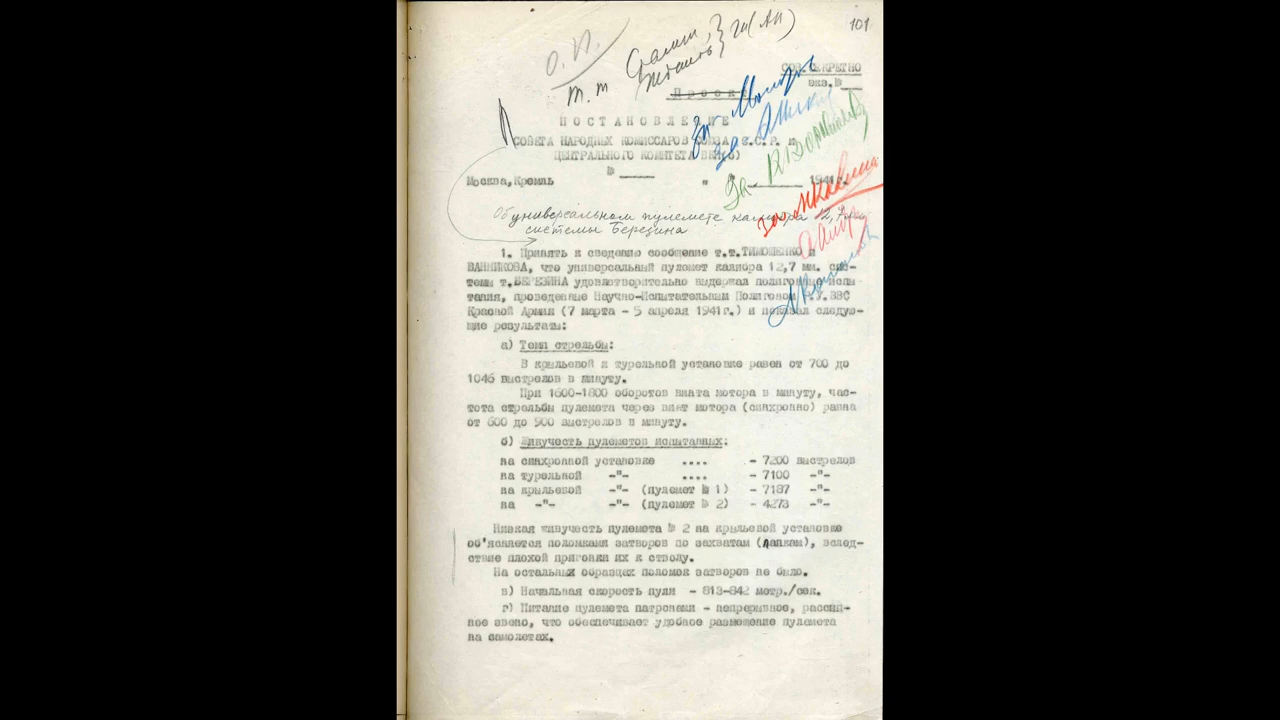 101
О.П.
т.т
СОВ.СЕКРЕТНО
экз.№
Проект
ПОСТАНОВЛЕНИЕ
СОВЕТА НАРОДНЫХ КОМИССАРОВ СОЮЗА С.С.Р. и
ЦЕНТРАЛЬНОГО КОМИТЕТА ВКП(б)
№
Москва, Кремль " " 1941 г.
Об универсальном пулемете калибра 12,7 мм
системы Березина
1. Принять к сведению сообщение т.т.ТИМОШЕНКО и
ВАННИКОВА, что универсальный пулемет калибра 12,7 мм. сис-
темы т.БЕРЕЗИНА удовлетворительно выдержал полигонные испы-
тания, проведенные Научно-Испытательным Полигоном Г.У.ВВС
Красной Армии (7 марта - 5 апреля 1941г.) и показал следую-
щие результаты:
а) Темп стрельбы:
В крыльевой и турельной установке равен от 700 до
1046 выстрелов в минуту.
При 1600-1800 оборотов винта мотора в минуту, час-
тота стрельбы пулемета через винт мотора (синхронно) равна
от 600 до 900 выстрелов в минуту.
б) Живучесть пулеметов испытанных:
на синхронной установке .... - 7200 выстрелов
на турельной -"- .... - 7100 -"-
на крыльевой -"- (пулемет № 1) - 7187 -"-
на -"- -"- (пулемет № 2) - 4273 -"-
Низкая живучесть пулемета № 2 на крыльевой установке
об'ясняется поломками затворов по захватам (лапкам), вслед-
ствие плохой пригонки их к стволу.
На остальных образцах поломок затворов не было.
в) Начальная скорость пули - 813-842 метр./сек.
г) Питание пулемета патронами - непрерывное, рассып-
ное звено, что обеспечивает удобное размещение пулемета
на самолетах.